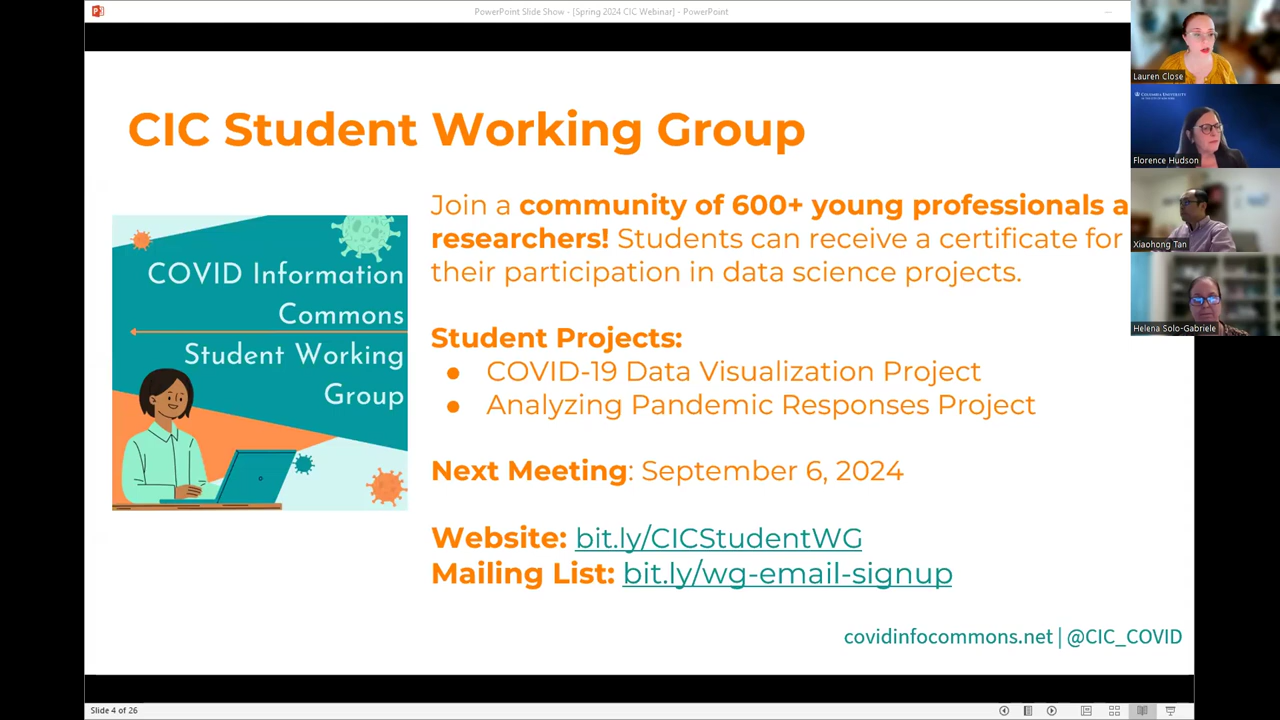 PowerPoint Slide Show - [Spring 2024 CIC Webinar] - PowerPoint
CIC Student Working Group
COVID Information
Commons
Student Working
Group
Join a community of 600+ young professionals a
researchers! Students can receive a certificate for
their participation in data science projects.
Student Projects:
● COVID-19 Data Visualization Project
● Analyzing Pandemic Responses Project
Next Meeting: September 6, 2024
Website: bit.ly/CICStudentWG
Mailing List: bit.ly/wg-email-signup
covidinfocommons.net | @CIC_COVID
Slide 4 of 26
Lauren Close
COLUMBIA UNIVERSITY
Florence Hudson
Xiaohong Tan
Helena Solo-Gabriele